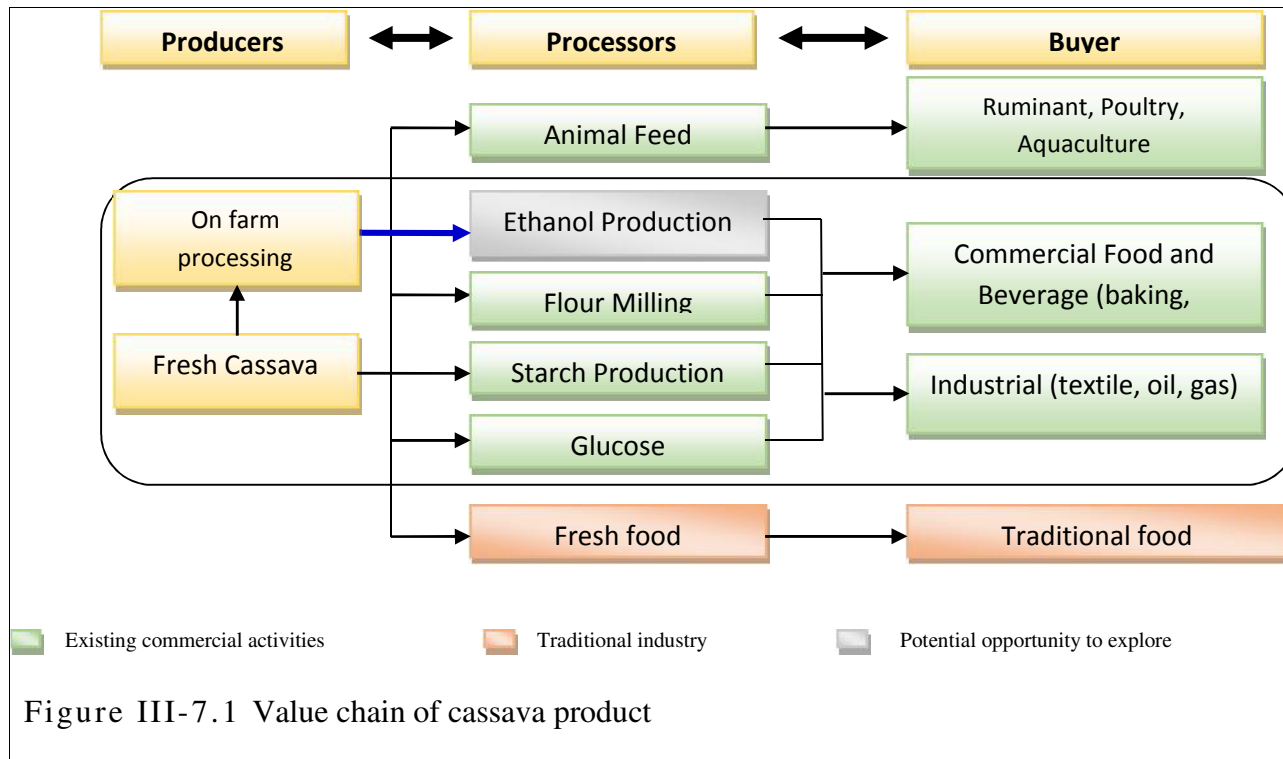 Producers
Processors
Buyer
Animal Feed
Ruminant, Poultry,
Aquaculture
On farm
processing
Ethanol Production
Commercial Food and
Beverage (baking,
Flour Milling
Fresh Cassava
Starch Production
Industrial (textile, oil, gas)
Glucose
Fresh food
Traditional food
Existing commercial activities
Traditional industry
Potential opportunity to explore
Figure III-7.1 Value chain of cassava product